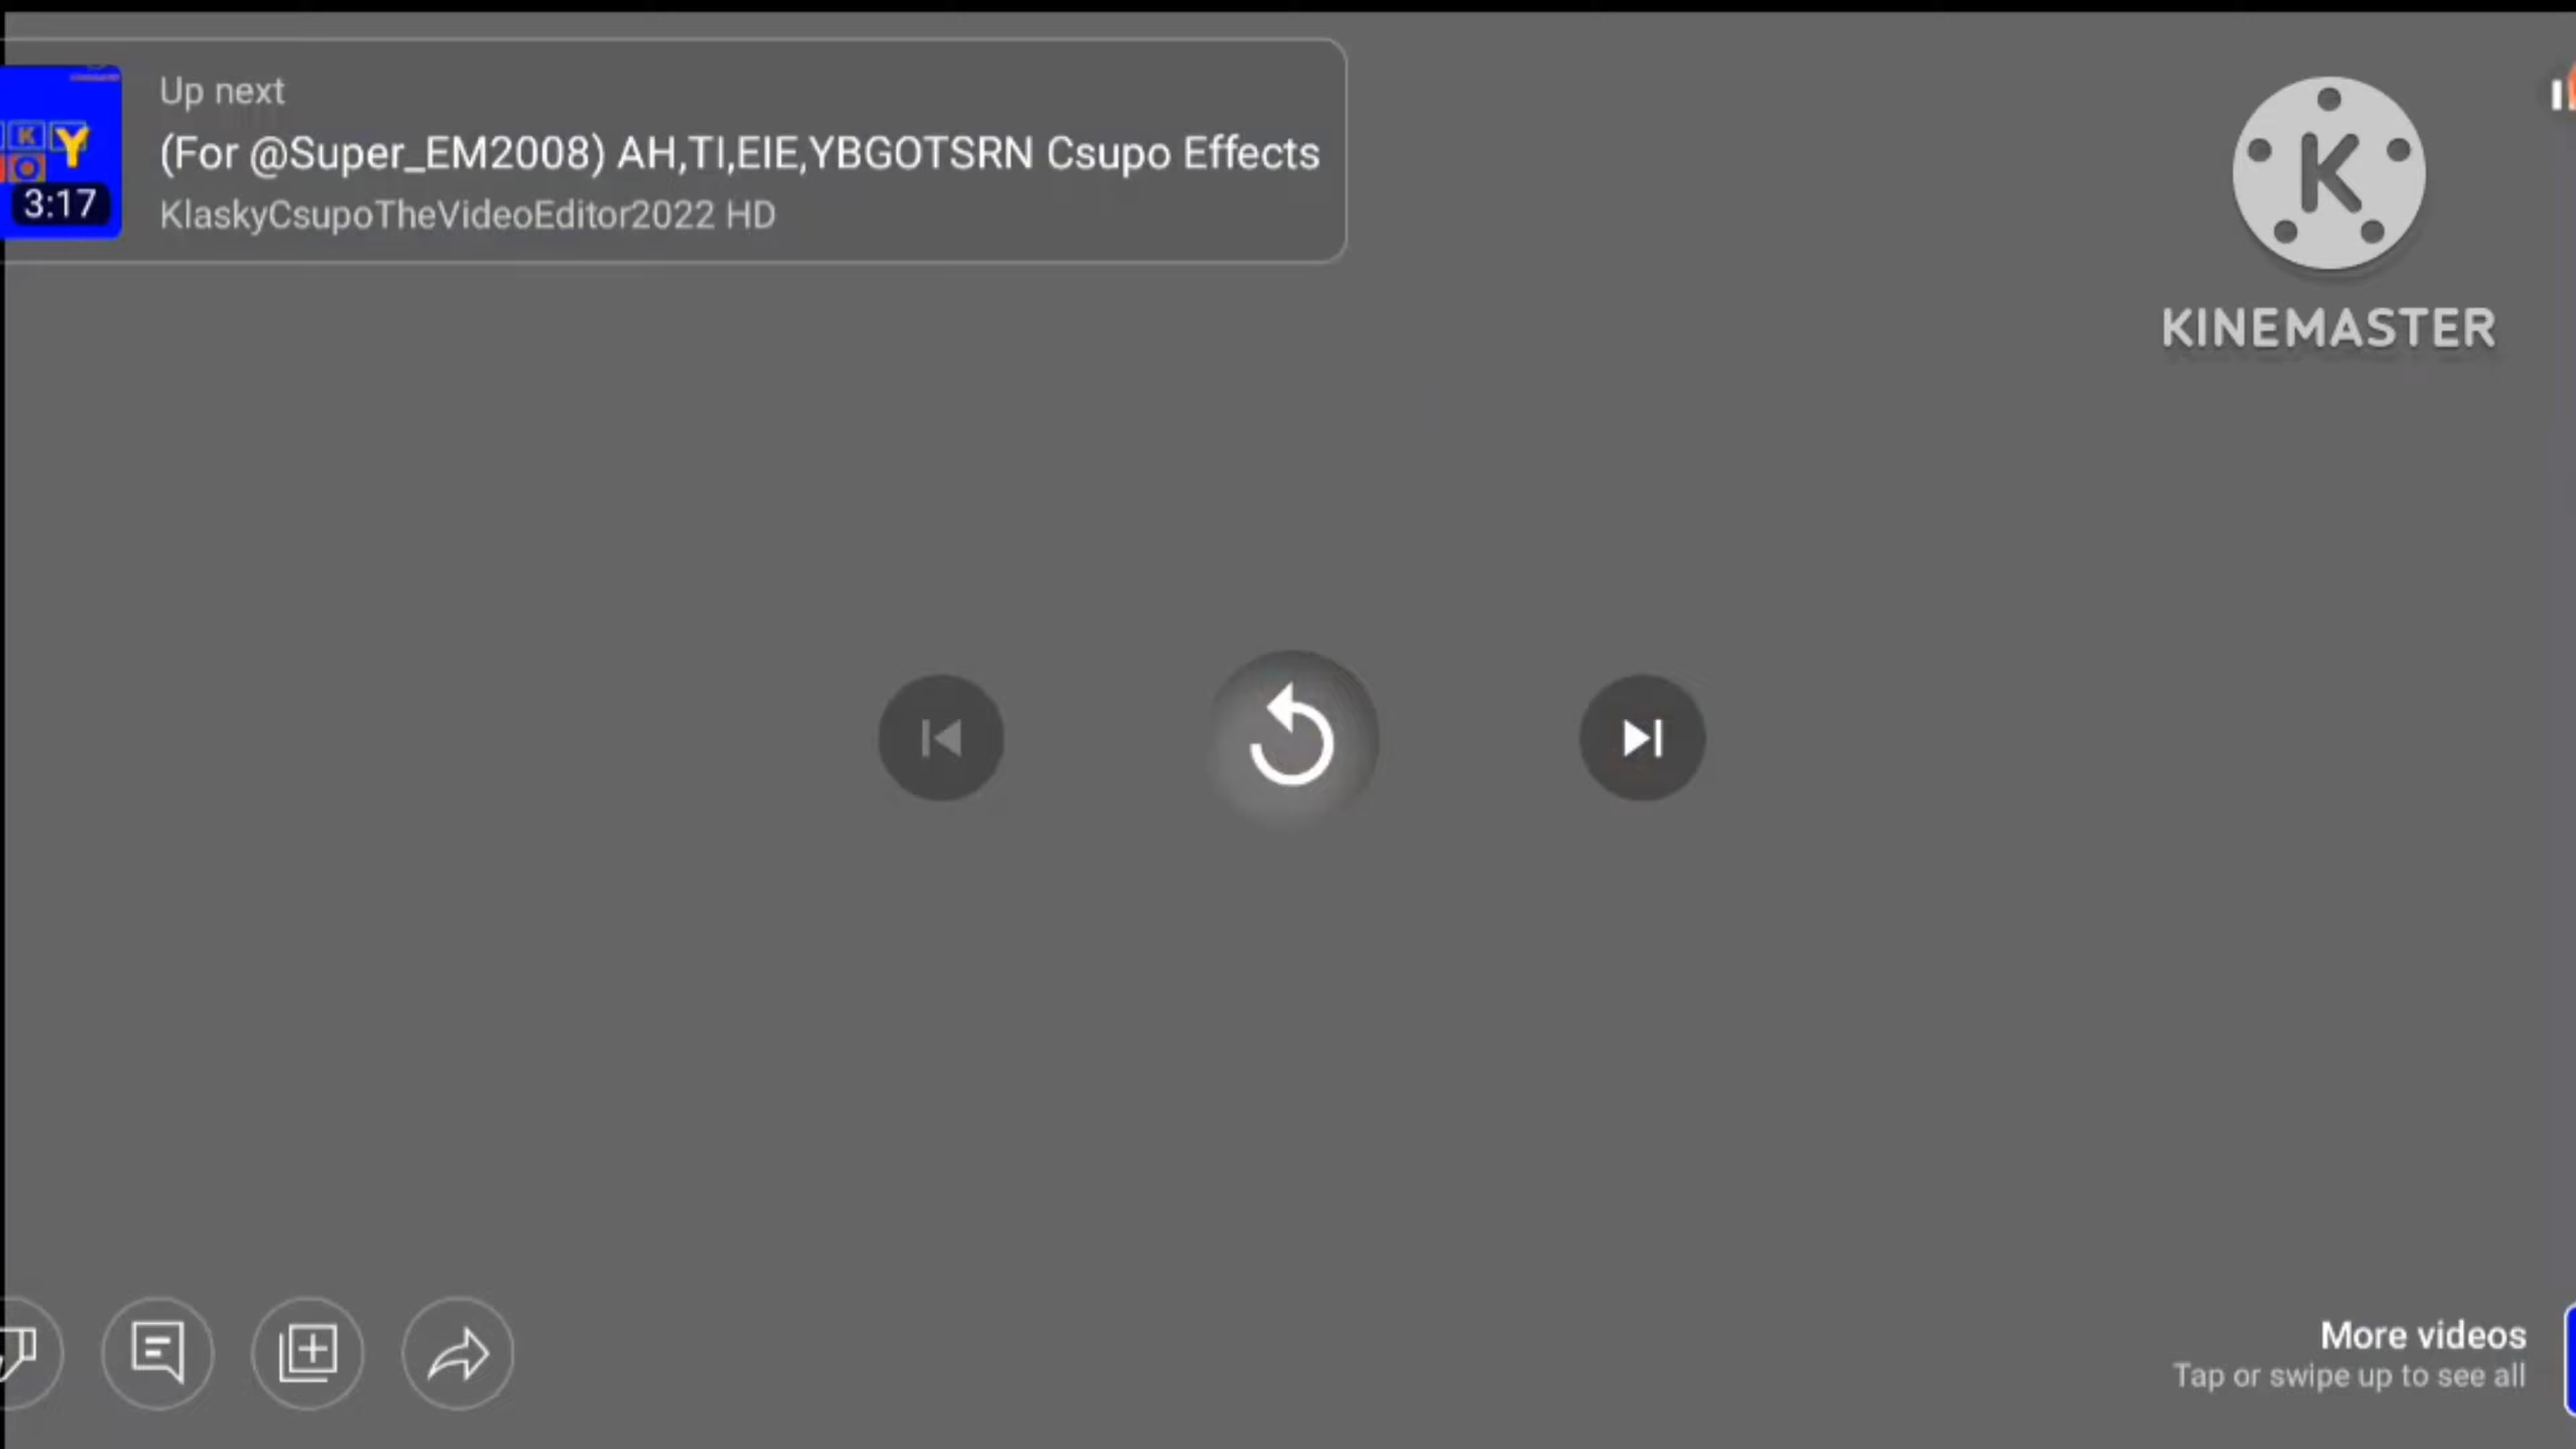 Up next
(For @Super_EM2008) AH,TI,EIE,YBGOTSRN Csupo Effects
KlaskyCsupoTheVideoEditor2022 HD
K Y
O
3:17
K
KINEMASTER
More videos
Tap or swipe up to see all